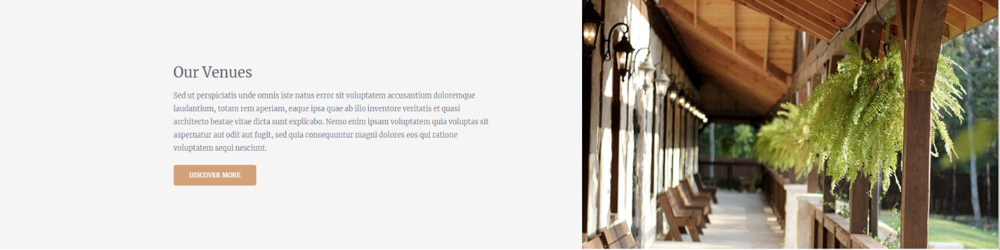 Our Venues
Sed ut perspiciatis unde omnis iste natus error sit voluptatem accusantium doloremque
laudantium, totam rem aperiam, eaque ipsa quae ab illo inventore veritatis et quasi
architecto beatae vitae dicta sunt explicabo. Nemo enim ipsam voluptatem quia voluptas sit
aspernatur aut odit aut fugit, sed quia consequuntur magni dolores eos qui ratione
voluptatem sequi nesciunt.
DISCOVER MORE